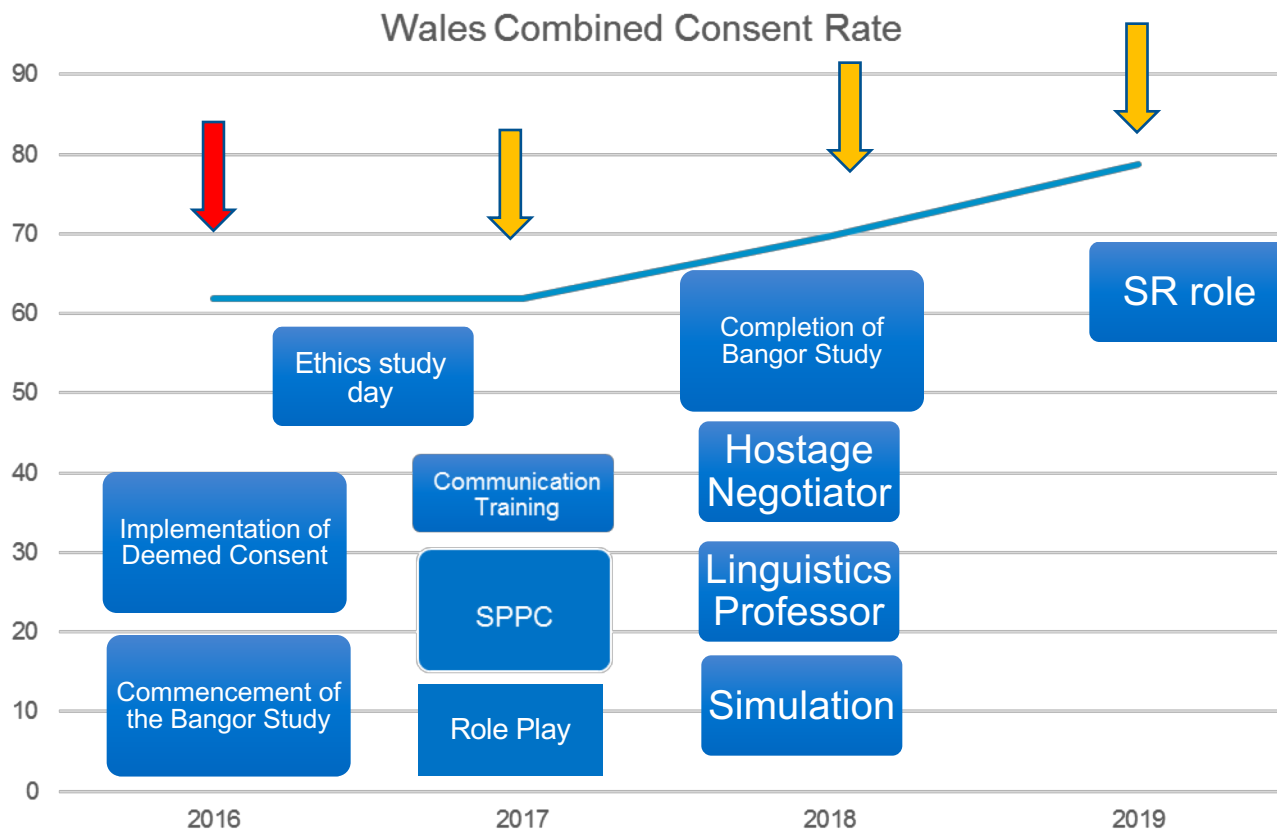 Wales Combined Consent Rate
90
80
70
60
50
40
30
20
10
0
Ethics study
day
Implementation of
Deemed Consent
Commencement of
the Bangor Study
Communication
Training
SPPC
Role Play
Completion of
Bangor Study
Hostage
Negotiator
Linguistics
Professor
Simulation
SR role
2016
2017
2018
2019